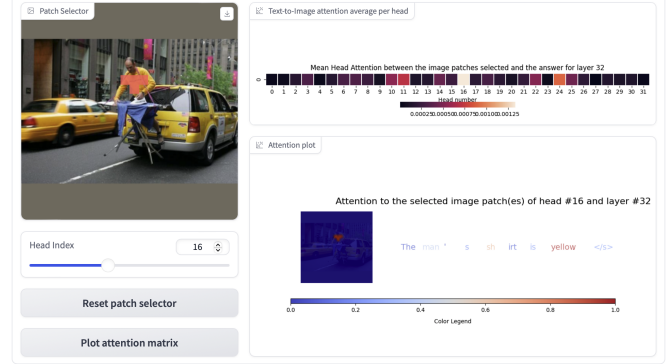 Patch Selector
Head Index
16
Reset patch selector
Plot attention matrix
Text-to-Image attention average per head
Mean Head Attention between the image patches selected and the answer for layer 32
0
0 1 2 3 4 5 6 7 8 9 10 11 12 13 14 15 16 17 18 19 20 21 22 23 24 25 26 27 28 29 30 31
Head number
0.00025 0.00050 0.00075 0.00100 0.00125
Attention plot
Attention to the selected image patch(es) of head #16 and layer #32
The man ' s sh irt is yellow </s>
0.0 0.2 0.4 0.6 0.8 1.0
Color Legend